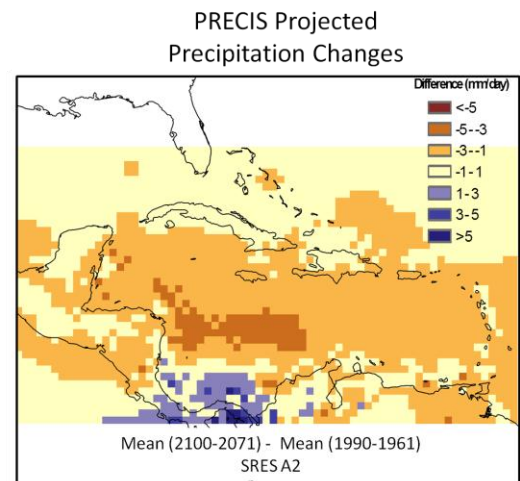 PRECIS Projected
Precipitation Changes
Difference (mm/day)
<-5
-5--3
-3--1
-1-1
1-3
3-5
>5
Mean (2100-2071) - Mean (1990-1961)
SRES A2